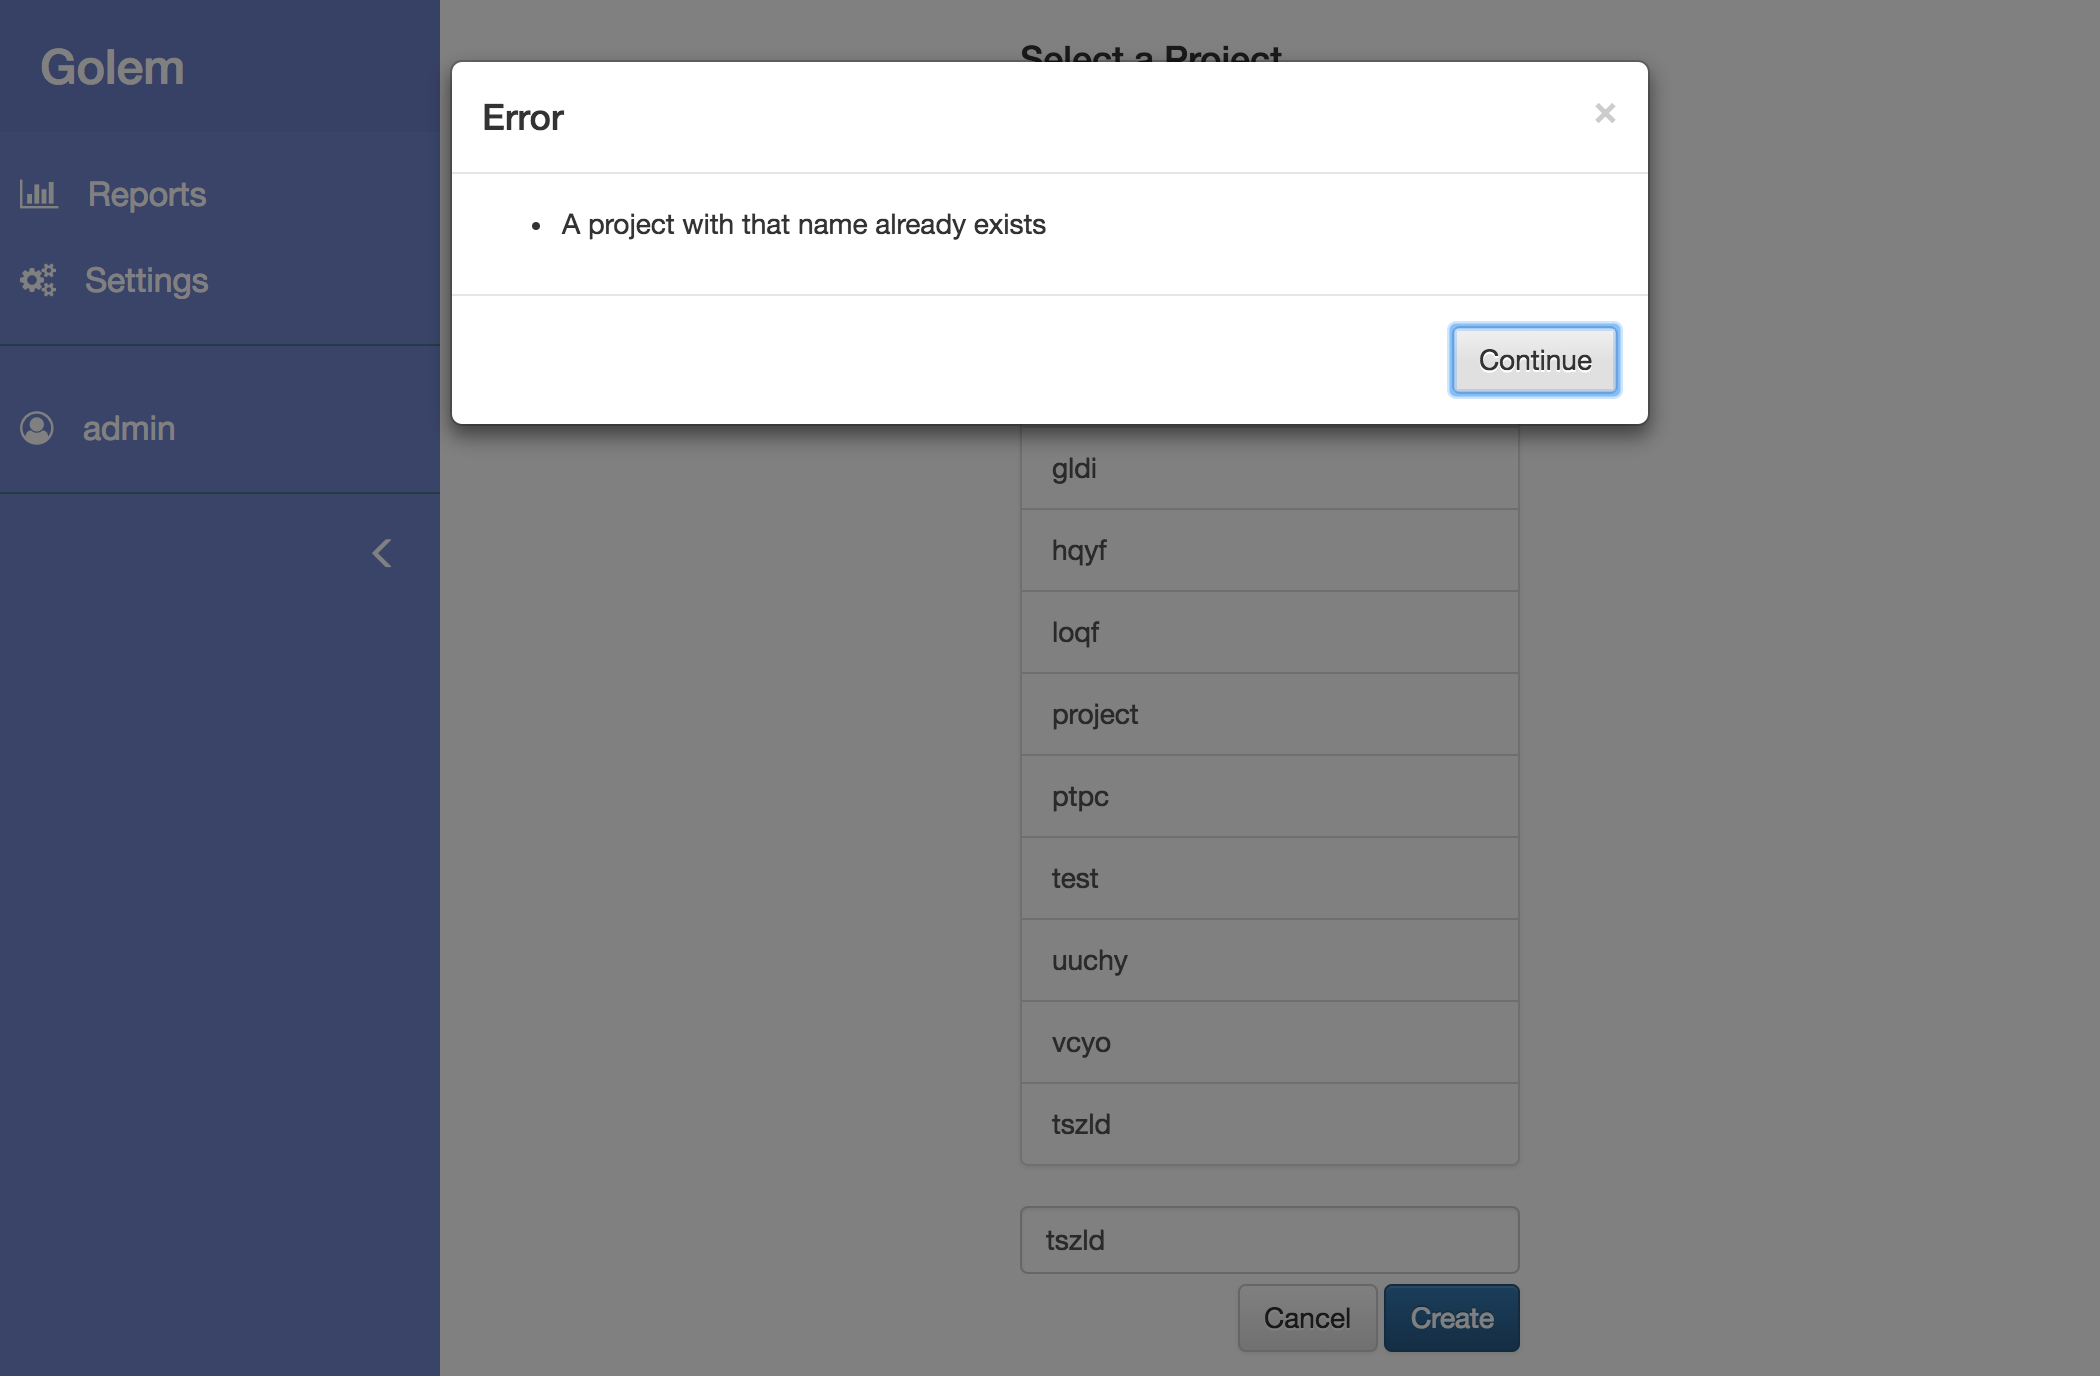 Golem
Reports
Settings
admin
Select a Project
Error
×
• A project with that name already exists
Continue
gldi
hqyf
loqf
project
ptpc
test
uuchy
vcyo
tszld
tszld
Cancel
Create